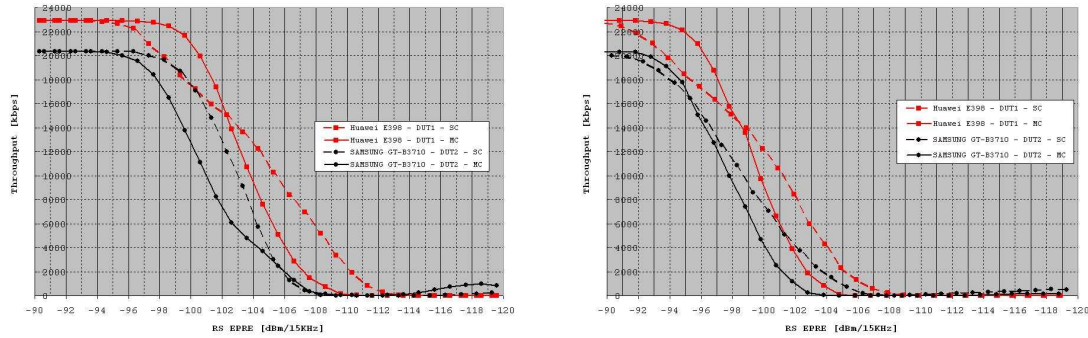 24000
22000
20000
18000
16000
14000
12000
10000
8000
6000
4000
2000
0
Throughput [kbps]
-90 -92 -94 -96 -98 -100 -102 -104 -106 -108 -110 -112 -114 -116 -118 -120
RS EPRE [dBm/15KHz]
Huawei E398 - DUT1 - SC
Huawei E398 - DUT1 - MC
SAMSUNG GT-B3710 - DUT2 - SC
SAMSUNG GT-B3710 - DUT2 - MC
24000
22000
20000
18000
16000
14000
12000
10000
8000
6000
4000
2000
0
Throughput [kbps]
-90 -92 -94 -96 -98 -100 -102 -104 -106 -108 -110 -112 -114 -116 -118 -120
RS EPRE [dBm/15KHz]
Huawei E398 - DUT1 - SC
Huawei E398 - DUT1 - MC
SAMSUNG GT-B3710 - DUT2 - SC
SAMSUNG GT-B3710 - DUT2 - MC